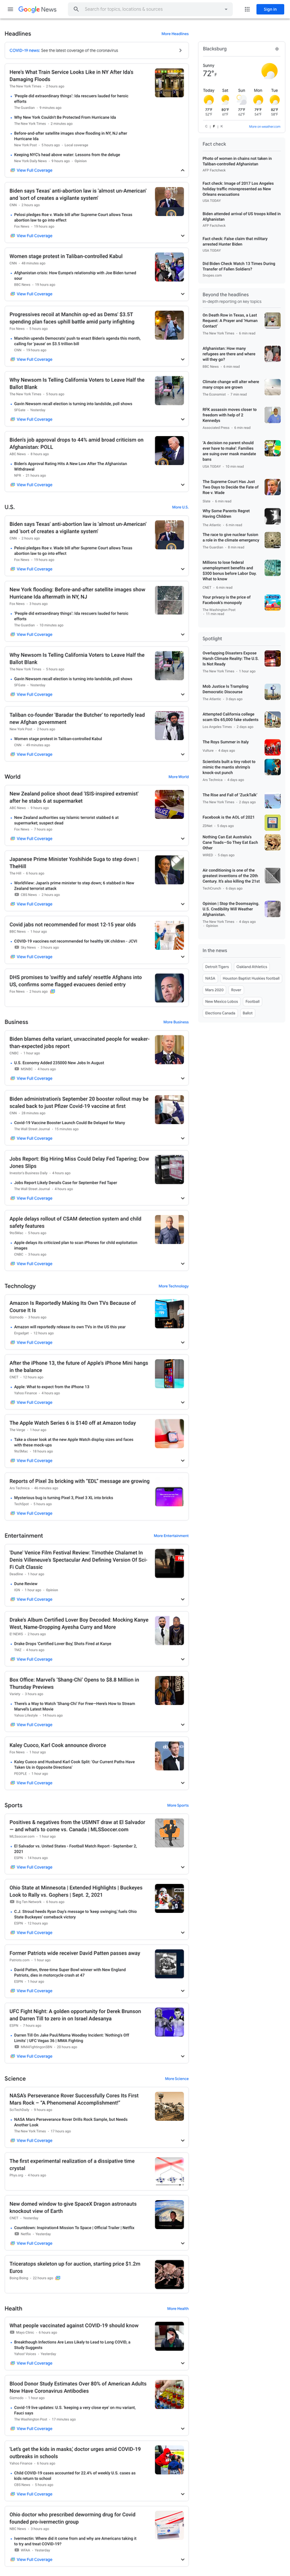 Google News
Search for topics, locations & sources
Sign in
Headlines
More Headlines
COVID-19 news: See the latest coverage of the coronavirus
Here's What Train Service Looks Like in NY After Ida's
Damaging Floods
The New York Times · 2 hours ago
'People did extraordinary things': Ida rescuers lauded for heroic
efforts
The Guardian · 9 minutes ago
Why New York Couldn't Be Protected From Hurricane Ida
Before-and-after satellite images show flooding in NY, NJ after
Hurricane Ida
New York Post · 3 hours ago · Local coverage
Keeping NYC's head above water: Lessons from the deluge
New York Daily News · 8 hours ago · Opinion
View Full Coverage
Biden says Texas' anti-abortion law is 'almost un-American'
and 'sort of creates a vigilante system'
CNN · 2 hours ago
Pelosi pledges Roe v. Wade bill after Supreme Court allows Texas
abortion law to go into effect
Fox News · 19 hours ago
View Full Coverage
Women stage protest in Taliban-controlled Kabul
CNN · 46 minutes ago
Afghanistan crisis: How Europe's relationship with Joe Biden turned
sour
BBC News · 19 hours ago
View Full Coverage
Progressives recoil at Manchin op-ed as Dems' $3.5T
spending plan faces uphill battle amid party infighting
Fox News · 3 hours ago
Manchin upends Democrats' push to enact Biden's agenda this month,
calling for 'pause' on $3.5 trillion bill
CNN · 19 hours ago
View Full Coverage
Why Newsom Is Telling California Voters to Leave Half the
Ballot Blank
The New York Times · 3 hours ago
Gavin Newsom recall election is turning into landslide, poll shows
SFGate · Yesterday
View Full Coverage
Biden's job approval drops to 44% amid broad criticism on
Afghanistan: POLL
ABC News · 8 hours ago
Biden's Approval Rating Hits A New Low After The Afghanistan
Withdrawal
NPR · 21 hours ago
View Full Coverage
U.S.
More U.S.
Biden says Texas' anti-abortion law is 'almost un-American'
and 'sort of creates a vigilante system'
CNN · 2 hours ago
Pelosi pledges Roe v. Wade bill after Supreme Court allows Texas
abortion law to go into effect
Fox News · 19 hours ago
View Full Coverage
New York flooding: Before-and-after satellite images show
Hurricane Ida aftermath in NY, NJ
Fox News · 2 hours ago
'People did extraordinary things': Ida rescuers lauded for heroic
efforts
The Guardian · 10 minutes ago
View Full Coverage
Why Newsom Is Telling California Voters to Leave Half the
Ballot Blank
The New York Times · 3 hours ago
Gavin Newsom recall election is turning into landslide, poll shows
SFGate · Yesterday
View Full Coverage
Taliban co-founder 'Baradar the Butcher' to reportedly lead
new Afghan government
New York Post · 3 hours ago
Women stage protest in Taliban-controlled Kabul
CNN · 46 minutes ago
View Full Coverage
World
More World
New Zealand police shoot dead 'ISIS-inspired extremist'
after he stabs 6 at supermarket
ABC News · 9 hours ago
New Zealand authorities say Islamic terrorist stabbed 6 at
supermarket; suspect dead
Fox News · 7 hours ago
View Full Coverage
Japanese Prime Minister Yoshihide Suga to step down |
TheHill
The Hill · 6 hours ago
WorldView: Japan's prime minister to step down; 6 stabbed in New
Zealand terrorist attack
CBS News · 2 hours ago
View Full Coverage
Covid jabs not recommended for most 12-15 year olds
BBC News · 1 hour ago
COVID-19 vaccines not recommended for healthy UK children - JCVI
Sky News · 2 hours ago
View Full Coverage
DHS promises to 'swiftly and safely' resettle Afghans into
US, confirms some flagged evacuees denied entry
Fox News · 2 hours ago
Business
More Business
Biden blames delta variant, unvaccinated people for weaker-
than-expected jobs report
CNBC · 1 hour ago
U.S. Economy Added 235000 New Jobs In August
MSNBC · 4 hours ago
View Full Coverage
Biden administration's September 20 booster rollout may be
scaled back to just Pfizer Covid-19 vaccine at first
CNN · 28 minutes ago
Covid-19 Vaccine Booster Launch Could Be Delayed for Many
The Wall Street Journal · 15 minutes ago
View Full Coverage
Jobs Report: Big Hiring Miss Could Delay Fed Tapering; Dow
Jones Slips
Investor's Business Daily · 4 hours ago
Jobs Report Likely Derails Case for September Fed Taper
The Wall Street Journal · 4 hours ago
View Full Coverage
Apple delays rollout of CSAM detection system and child
safety features
9to5Mac · 3 hours ago
Apple delays its criticized plan to scan iPhones for child exploitation
images
CNBC · 3 hours ago
View Full Coverage
Technology
More Technology
Amazon Is Reportedly Making Its Own TVs Because of
Course It Is
Gizmodo · 3 hours ago
Amazon will reportedly release its own TVs in the US this year
Engadget · 13 hours ago
View Full Coverage
After the iPhone 13, the future of Apple's iPhone Mini hangs
in the balance
CNET · 12 hours ago
Apple: What to expect from the iPhone 13
Yahoo Finance · 4 hours ago
View Full Coverage
The Apple Watch Series 6 is $140 off at Amazon today
The Verge · 1 hour ago
Take a closer look at the new Apple Watch display sizes and faces
with these mock-ups
9to5Mac · 18 hours ago
View Full Coverage
Reports of Pixel 3s bricking with "EDL" message are growing
Ars Technica · 46 minutes ago
Mysterious bug is turning Pixel 3, Pixel 3 XL into bricks
TechSpot · 5 hours ago
View Full Coverage
Entertainment
More Entertainment
'Dune' Venice Film Festival Review: Timothée Chalamet In
Denis Villeneuve's Spectacular And Defining Version Of Sci-
Fi Cult Classic
Deadline · 1 hour ago
Dune Review
IGN · 1 hour ago · Opinion
View Full Coverage
Drake's Album Certified Lover Boy Decoded: Mocking Kanye
West, Name-Dropping Ayesha Curry and More
E! NEWS · 2 hours ago
Drake Drops 'Certified Lover Boy,' Shots Fired at Kanye
TMZ · 4 hours ago
View Full Coverage
Box Office: Marvel's 'Shang-Chi' Opens to $8.8 Million in
Thursday Previews
Variety · 3 hours ago
There's a Way to Watch 'Shang-Chi' For Free—Here's How to Stream
Marvel's Latest Movie
Yahoo Lifestyle · 14 hours ago
View Full Coverage
Kaley Cuoco, Karl Cook announce divorce
Fox News · 1 hour ago
Kaley Cuoco and Husband Karl Cook Split: 'Our Current Paths Have
Taken Us in Opposite Directions'
PEOPLE · 1 hour ago
View Full Coverage
Sports
More Sports
Positives & negatives from the USMNT draw at El Salvador
— and what's to come vs. Canada | MLSSoccer.com
MLSsoccer.com · 1 hour ago
El Salvador vs. United States - Football Match Report - September 2,
2021
ESPN · 14 hours ago
View Full Coverage
Ohio State at Minnesota | Extended Highlights | Buckeyes
Look to Rally vs. Gophers | Sept. 2, 2021
Big Ten Network · 6 hours ago
C.J. Stroud heeds Ryan Day's message to 'keep swinging,' fuels Ohio
State Buckeyes' comeback victory
ESPN · 13 hours ago
View Full Coverage
Former Patriots wide receiver David Patten passes away
Patriots.com · 1 hour ago
David Patten, three-time Super Bowl winner with New England
Patriots, dies in motorcycle crash at 47
ESPN · 1 hour ago
View Full Coverage
UFC Fight Night: A golden opportunity for Derek Brunson
and Darren Till to zero in on Israel Adesanya
ESPN · 7 hours ago
Darren Till On Jake Paul/Mama Woodley Incident: 'Nothing's Off
Limits' | UFC Vegas 36 | MMA Fighting
MMAFightingonSBN · 20 hours ago
View Full Coverage
Science
More Science
NASA's Perseverance Rover Successfully Cores Its First
Mars Rock – "A Phenomenal Accomplishment!"
SciTechDaily · 9 hours ago
NASA Mars Perseverance Rover Drills Rock Sample, but Needs
Another Look
The New York Times · 17 hours ago
View Full Coverage
The first experimental realization of a dissipative time
crystal
Phys.org · 4 hours ago
New domed window to give SpaceX Dragon astronauts
knockout view of Earth
CNET · Yesterday
Countdown: Inspiration4 Mission To Space | Official Trailer | Netflix
Netflix · Yesterday
View Full Coverage
Triceratops skeleton up for auction, starting price $1.2m
Euros
Boing Boing · 22 hours ago
Health
More Health
What people vaccinated against COVID-19 should know
Mayo Clinic · 6 hours ago
Breakthrough Infections Are Less Likely to Lead to Long COVID, a
Study Suggests
Yahoo! Voices · Yesterday
View Full Coverage
Blood Donor Study Estimates Over 80% of American Adults
Now Have Coronavirus Antibodies
Gizmodo · 1 hour ago
Covid-19 live updates: U.S. 'keeping a very close eye' on mu variant,
Fauci says
The Washington Post · 17 minutes ago
View Full Coverage
'Let's get the kids in masks,' doctor urges amid COVID-19
outbreaks in schools
Yahoo Finance · 6 hours ago
Child COVID-19 cases accounted for 22.4% of weekly U.S. cases as
kids return to school
CBS News · 5 hours ago
View Full Coverage
Ohio doctor who prescribed deworming drug for Covid
founded pro-ivermectin group
NBC News · 3 hours ago
Ivermectin: Where did it come from and why are Americans taking it
to try and treat COVID-19?
WFAA · Yesterday
View Full Coverage
Blacksburg
Sunny
72°F
Today
Sat
Sun
Mon
Tue
More on weather.com
Fact check
Photo of women in chains not taken in
Taliban-controlled Afghanistan
AFP Factcheck
Fact check: Image of 2017 Los Angeles
holiday traffic misrepresented as New
Orleans evacuations
USA TODAY
Biden attended arrival of US troops killed in
Afghanistan
AFP Factcheck
Fact check: False claim that military
arrested Hunter Biden
USA TODAY
Did Biden Check Watch 13 Times During
Transfer of Fallen Soldiers?
Snopes.com
Beyond the headlines
In-depth reporting on key topics
On Death Row in Texas, a Last
Request: A Prayer and 'Human
Contact'
The New York Times · 6 min read
Afghanistan: How many
refugees are there and where
will they go?
BBC News · 4 min read
Climate change will alter where
many crops are grown
The Economist · 7 min read
RFK assassin moves closer to
freedom with help of 2
Kennedys
Associated Press · 6 min read
'A decision no parent should
ever have to make': Families
are suing over mask mandate
bans
USA TODAY · 16 min read
The Supreme Court Has Just
Two Days to Decide the Fate of
Roe v. Wade
Slate · 6 min read
Why Some Parents Regret
Having Children
The Atlantic · 6 min read
The race to give nuclear fusion
a role in the climate emergency
The Guardian · 8 min read
Millions to lose federal
unemployment benefits and
$300 bonus before Labor Day.
What to know
CNET · 6 min read
Your privacy is the price of
Facebook's monopoly
The Washington Post
11 min read
Spotlight
Overlapping Disasters Expose
Harsh Climate Reality: The U.S.
Is Not Ready
The New York Times · 1 hour ago
Mob Justice Is Trampling
Democratic Discourse
The Atlantic · 3 days ago
Attempted California college
scam IDs 65,000 fake students
Los Angeles Times · 2 days ago
The Rays Summer in Italy
Vulture · 4 days ago
Scientists built a tiny robot to
mimic the mantis shrimp's
knock-out punch
Ars Technica · 4 days ago
The Rise and Fall of 'ZuckTalk'
The New York Times · 2 days ago
Facebook is the AOL of 2021
ZDNet · 5 days ago
Nothing Can Eat Australia's
Cane Toads—So They Eat Each
Other
WIRED · 3 days ago
Air conditioning is one of the
greatest inventions of the 20th
Century. It's also killing the 21st
TechCrunch · 6 days ago
Opinion | Stop the Doomsaying.
U.S. Credibility Will Weather
Afghanistan.
The New York Times · 4 days ago
Opinion
In the news
Detroit Tigers
Oakland Athletics
NASA
Houston Baptist Huskies football
Mars 2020
Rover
New Mexico Lobos
Football
Electronic Canada
Ballot